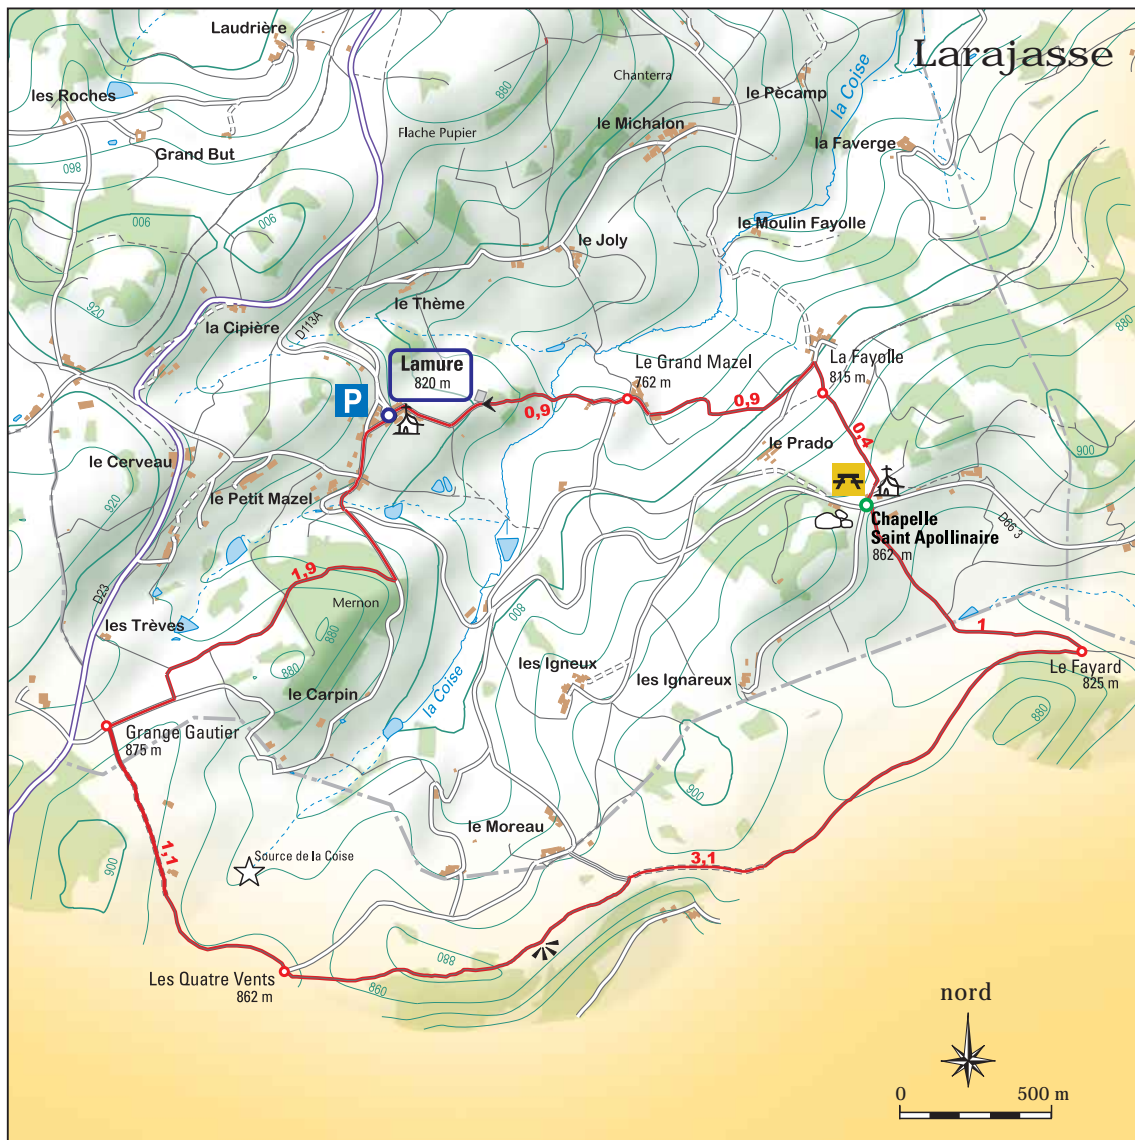 Larajasse
Laudrière
les Roches
Grand But
Chanterra
880
le Pècamp
la Coise
le Michalon
Flache Pupier
la Faverge
860
900
900
le Moulin Fayolle
920
le Joly
880
le Thème
la Cipière
D113A
Lamure
820 m
P
La Fayolle
815 m
Le Grand Mazel
762 m
0,9
0,9
0,4
le Prado
900
le Cerveau
920
le Petit Mazel
Chapelle
Saint Apollinaire
862 m
D66 3
1,9
Mernon
800
D23
880
les Trèves
1
880
les Igneux
les Ignareux
Le Fayard
825 m
le Carpin
la Coise
880
Grange Gautier
875 m
900
le Moreau
1,1
900
Source de la Coise
3,1
880
Les Quatre Vents
862 m
860
nord
0 500 m